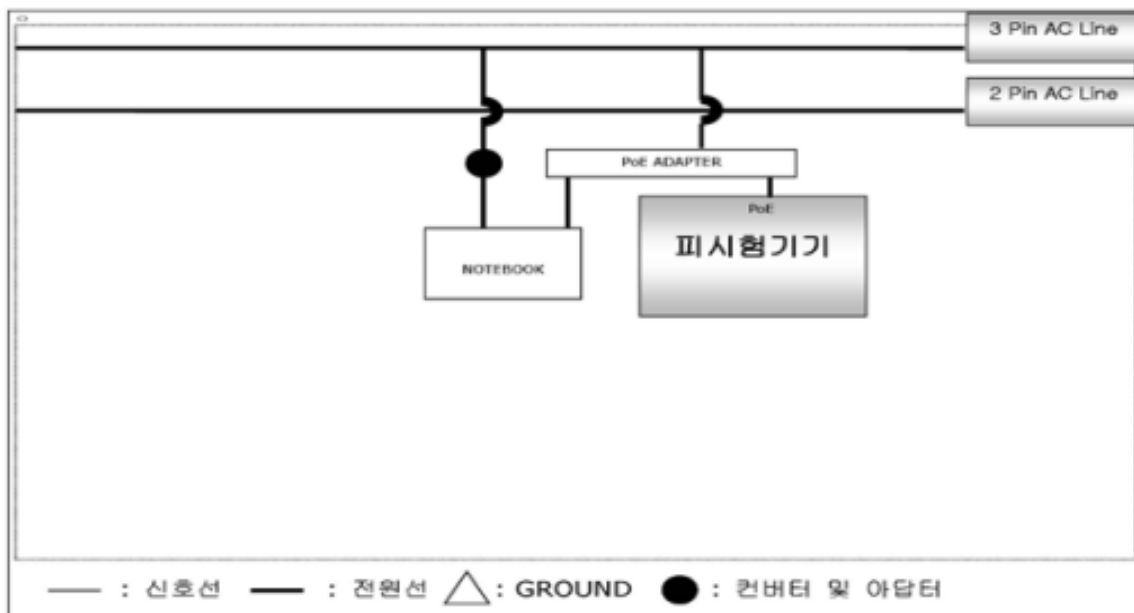 3 Pin AC Line
2 Pin AC Line
PoE ADAPTER
PoE
피시험기기
NOTEBOOK
: 신호선 : 전원선 : GROUND : 컨버터 및 아답터